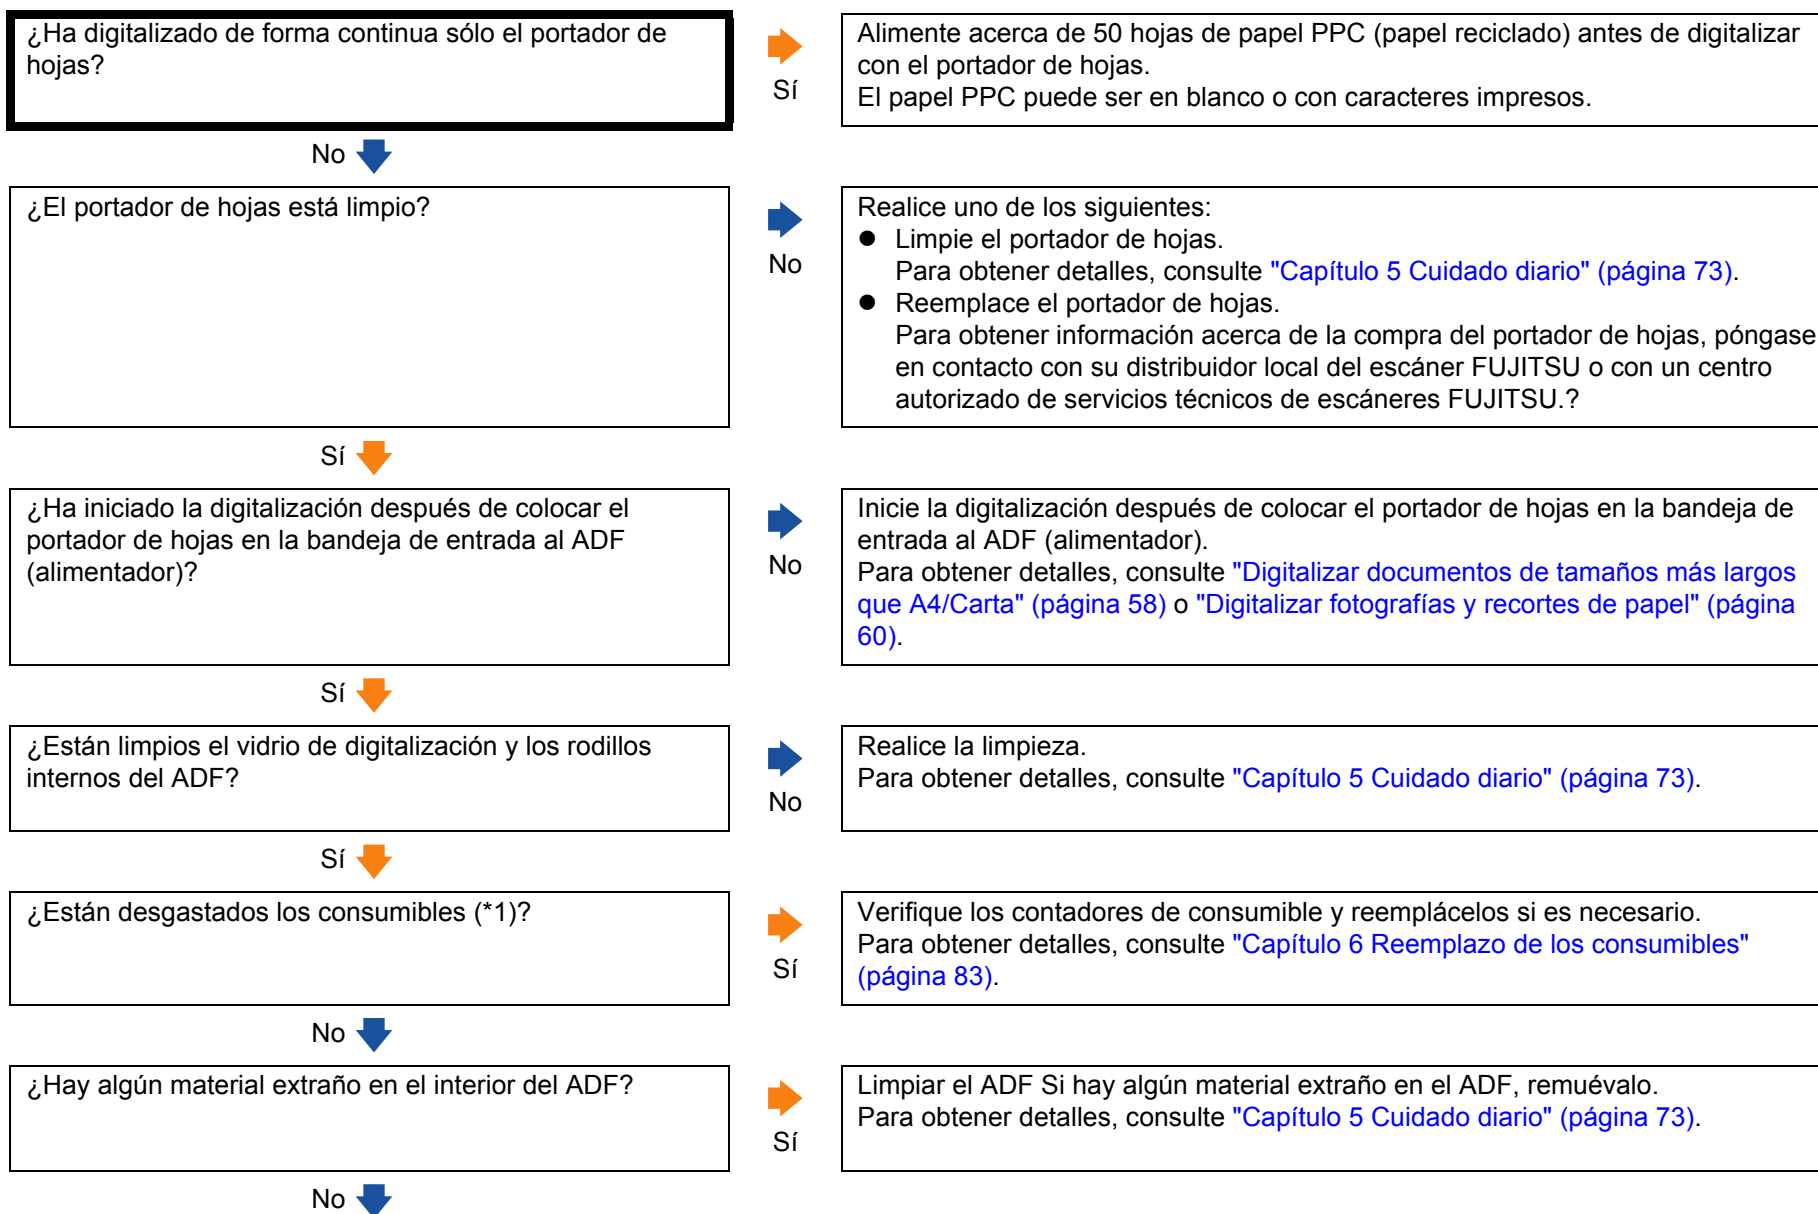 ¿Ha digitalizado de forma continua sólo el portador de
hojas?
Sí
Alimente acerca de 50 hojas de papel PPC (papel reciclado) antes de digitalizar
con el portador de hojas.
El papel PPC puede ser en blanco o con caracteres impresos.
No
¿El portador de hojas está limpio?
No
Realice uno de los siguientes:
● Limpie el portador de hojas.
Para obtener detalles, consulte "Capítulo 5 Cuidado diario" (página 73).
● Reemplace el portador de hojas.
Para obtener información acerca de la compra del portador de hojas, póngase
en contacto con su distribuidor local del escáner FUJITSU o con un centro
autorizado de servicios técnicos de escáneres FUJITSU.?
Sí
¿Ha iniciado la digitalización después de colocar el
portador de hojas en la bandeja de entrada al ADF
(alimentador)?
No
Inicie la digitalización después de colocar el portador de hojas en la bandeja de
entrada al ADF (alimentador).
Para obtener detalles, consulte "Digitalizar documentos de tamaños más largos
que A4/Carta" (página 58) o "Digitalizar fotografías y recortes de papel" (página
60).
Sí
¿Están limpios el vidrio de digitalización y los rodillos
internos del ADF?
No
Realice la limpieza.
Para obtener detalles, consulte "Capítulo 5 Cuidado diario" (página 73).
Sí
¿Están desgastados los consumibles (*1)?
Sí
Verifique los contadores de consumible y reemplácelos si es necesario.
Para obtener detalles, consulte "Capítulo 6 Reemplazo de los consumibles"
(página 83).
No
¿Hay algún material extraño en el interior del ADF?
Sí
Limpiar el ADF Si hay algún material extraño en el ADF, remuévalo.
Para obtener detalles, consulte "Capítulo 5 Cuidado diario" (página 73).
No